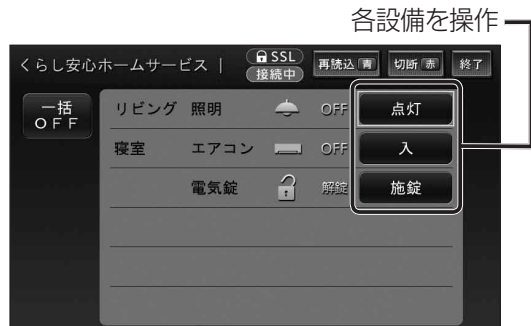 各設備を操作
くらし安心ホームサービス | SSL 接続中 再読込 青 切断 赤 終了
一括OFF
リビング 照明 OFF 点灯
寝室 エアコン OFF 入
電気錠 解錠 施錠